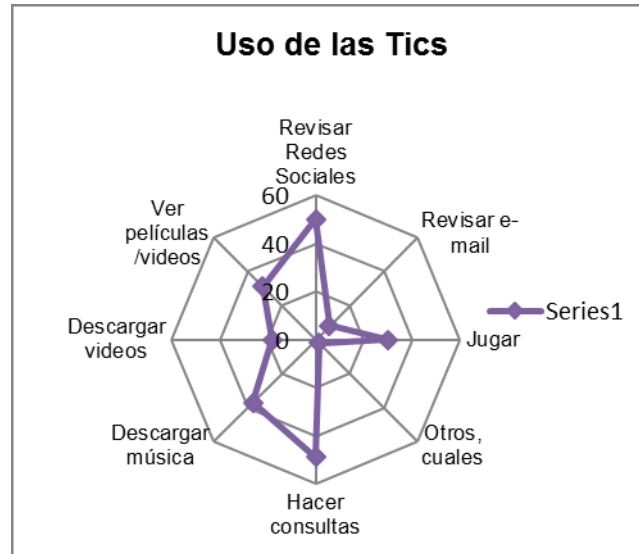 Uso de las Tics
Revisar
Redes
Sociales
60
40
20
0
Revisar e-
mail
Jugar
Otros,
cuales
Hacer
consultas
Descargar
música
Descargar
videos
Ver
películas
/videos
Series1